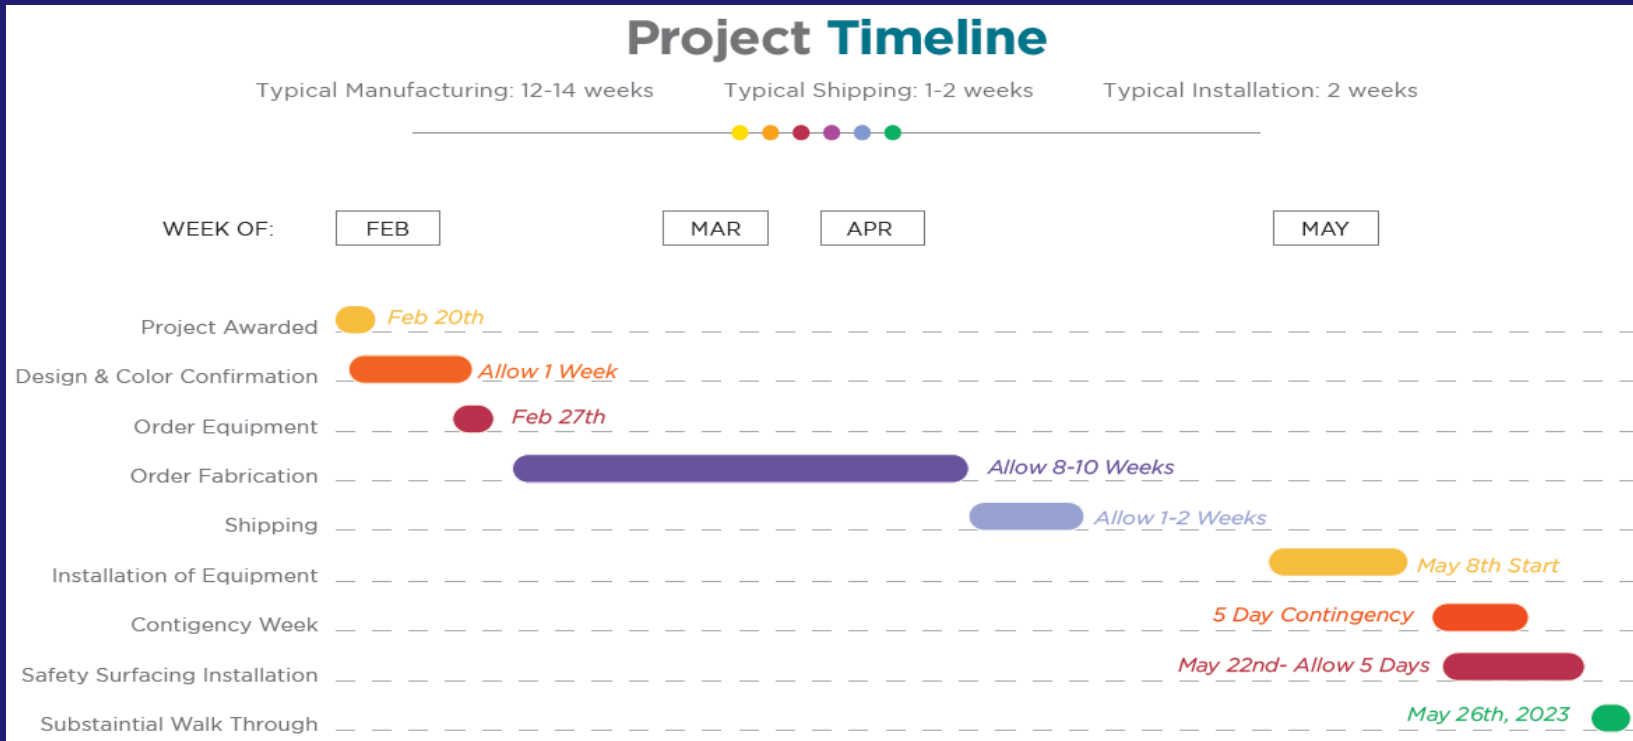 Project Timeline
Typical Manufacturing: 12-14 weeks Typical Shipping: 1-2 weeks Typical Installation: 2 weeks
WEEK OF: FEB MAR APR MAY
Project Awarded Feb 20th
Design & Color Confirmation Allow 1 Week
Order Equipment Feb 27th
Order Fabrication Allow 8-10 Weeks
Shipping Allow 1-2 Weeks
Installation of Equipment May 8th Start
Contigency Week 5 Day Contingency
Safety Surfacing Installation May 22nd- Allow 5 Days
Substaintial Walk Through May 26th, 2023